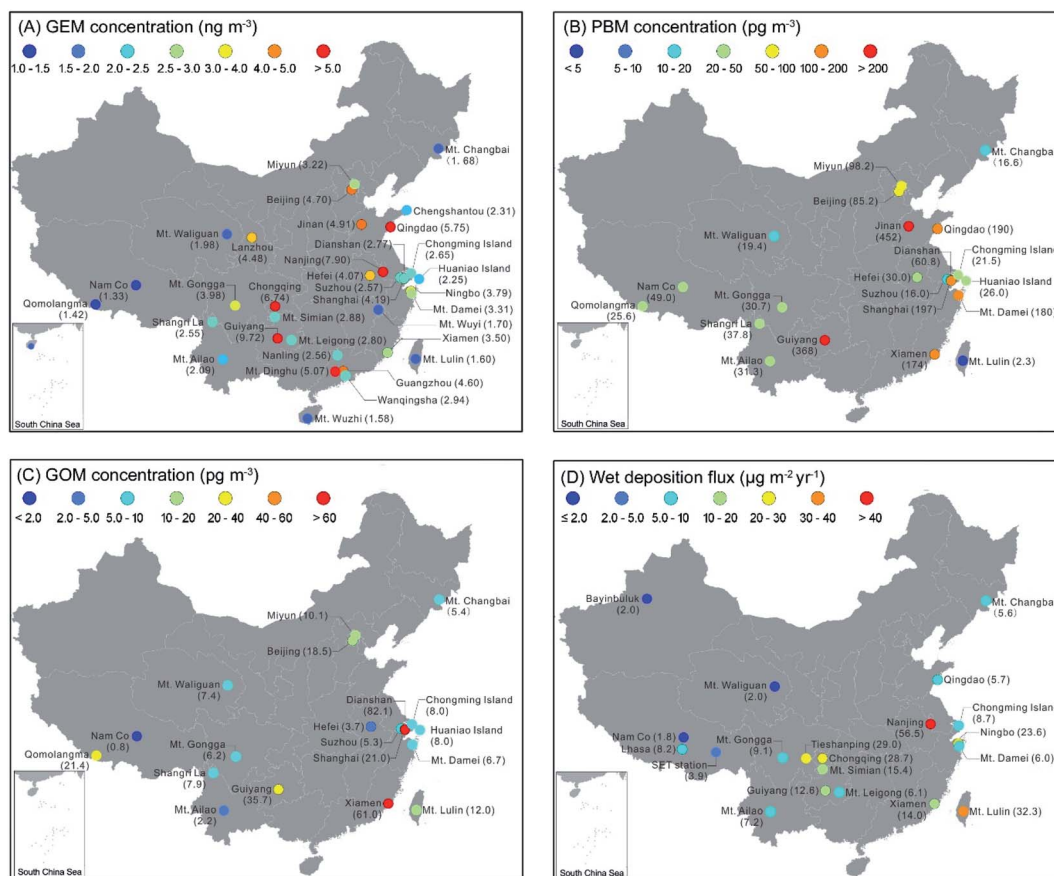 (A) GEM concentration (ng m-3)
1.0 - 1.5 1.5 - 2.0 2.0 - 2.5 2.5 - 3.0 3.0 - 4.0 4.0 - 5.0 > 5.0
Mt. Changbai
(1. 68)
Miyun (3.22)
Beijing (4.70)
Chengshantou (2.31)
Jinan (4.91)
Qingdao (5.75)
Mt. Waliguan
(1.98)
Lanzhou
(4.48)
Dianshan (2.77)
Chongming Island
(2.65)
Nanjing (7.90)
Hefei (4.07)
Huaniao Island
(2.25)
Suzhou (2.57)
Shanghai (4.19)
Nam Co
(1.33)
Mt. Gongga
(3.98)
Chongqing
(6.74)
Ningbo (3.79)
Qomolangma
(1.42)
Mt. Damei (3.31)
Mt. Simian (2.88)
Mt. Wuyi (1.70)
Shangri La
(2.55)
Guiyang
(9.72)
Mt. Leigong (2.80)
Xiamen (3.50)
Nanling (2.56)
Mt. Ailao
(2.09)
Mt. Dinghu (5.07)
Mt. Lulin (1.60)
Guangzhou (4.60)
Wanqingsha (2.94)
Mt. Wuzhi (1.58)
South China Sea
(B) PBM concentration (pg m-3)
< 5 5 - 10 10 - 20 20 - 50 50 - 100 100 - 200 > 200
Mt. Changbai
(16.6)
Miyun (98.2)
Beijing (85.2)
Jinan
(452)
Qingdao (190)
Mt. Waliguan
(19.4)
Dianshan
(60.8)
Chongming Island
(21.5)
Hefei (30.0)
Huaniao Island
(26.0)
Suzhou (16.0)
Shanghai (197)
Mt. Damei (180)
Nam Co
(49.0)
Mt. Gongga
(30.7)
Qomolangma
(25.6)
Shangri La
(37.8)
Guiyang
(368)
Mt. Ailao
(31.3)
Xiamen
(174)
Mt. Lulin (2.3)
South China Sea
(C) GOM concentration (pg m-3)
< 2.0 2.0 - 5.0 5.0 - 10 10 - 20 20 - 40 40 - 60 > 60
Mt. Changbai
(5.4)
Miyun (10.1)
Beijing (18.5)
Mt. Waliguan
(7.4)
Dianshan
(82.1)
Chongming Island
(8.0)
Hefei (3.7)
Huaniao Island
(8.0)
Suzhou (5.3)
Shanghai (21.0)
Mt. Damei (6.7)
Nam Co
(0.8)
Mt. Gongga
(6.2)
Qomolangma
(21.4)
Shangri La
(7.9)
Guiyang
(35.7)
Mt. Ailao
(2.2)
Xiamen
(61.0)
Mt. Lulin (12.0)
South China Sea
(D) Wet deposition flux (μg m-2 yr-1)
≤ 2.0 2.0 - 5.0 5.0 - 10 10 - 20 20 - 30 30 - 40 > 40
Bayinbuluk
(2.0)
Mt. Changbai
(5.6)
Qingdao (5.7)
Mt. Waliguan
(2.0)
Nanjing
(56.5)
Chongming Island
(8.7)
Ningbo (23.6)
Mt. Damei (6.0)
Nam Co (1.8)
Lhasa (8.2)
SET station
(3.9)
Mt. Gongga
(9.1)
Tieshanping (29.0)
Chongqing (28.7)
Mt. Simian (15.4)
Guiyang (12.6)
Mt. Leigong (6.1)
Mt. Ailao
(7.2)
Xiamen
(14.0)
Mt. Lulin (32.3)
South China Sea